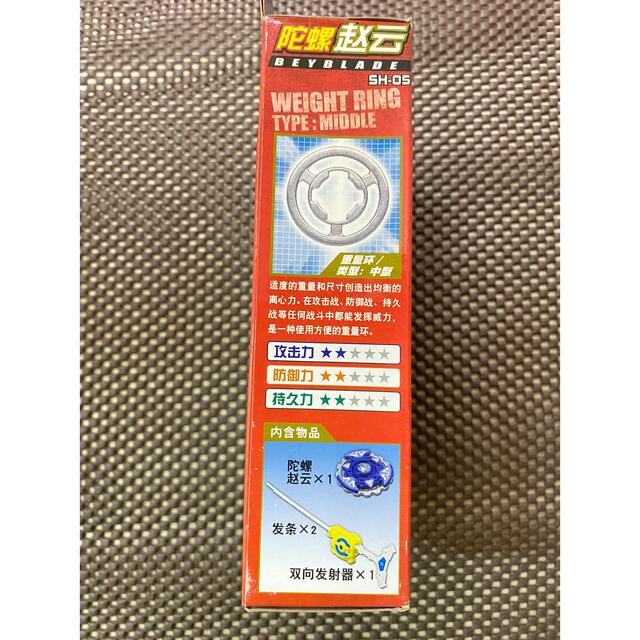 陀螺赵云
BEYBLADE
SH-05
WEIGHT RING
TYPE:MIDDLE
重量环/
类型:中型
适度的重量和尺寸创造出均衡的
离心力。在攻击战、防御战、持久
战等任何战斗中都能发挥威力,
是一种使用方便的重量环。
攻击力 ★★★★★
防御力 ★★★★★
持久力 ★★★★★
内含物品
陀螺
赵云×1
发条×2
双向发射器×1